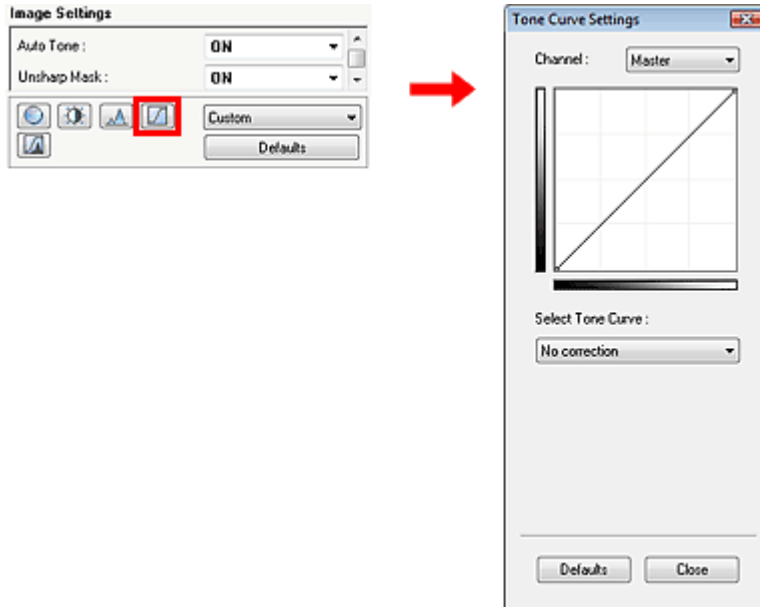 Image Settings
Auto Tone :
ON
Unsharp Mask :
ON
Custom
Defaults
Tone Curve Settings
Channel :
Master
Select Tone Curve :
No correction
Defaults
Close